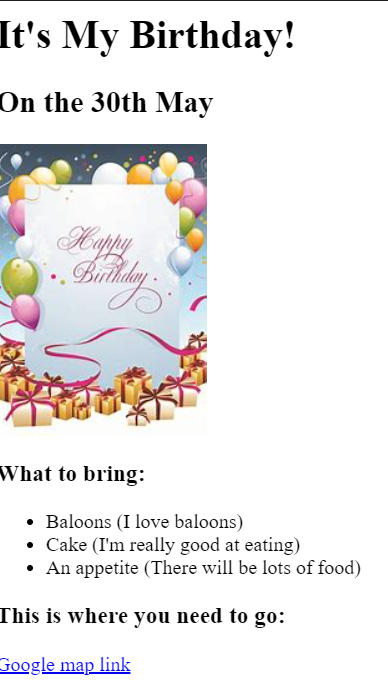 It's My Birthday!
On the 30th May
Happy
Birthday
What to bring:
Baloons (I love baloons)
Cake (I'm really good at eating)
An appetite (There will be lots of food)
This is where you need to go:
Google map link